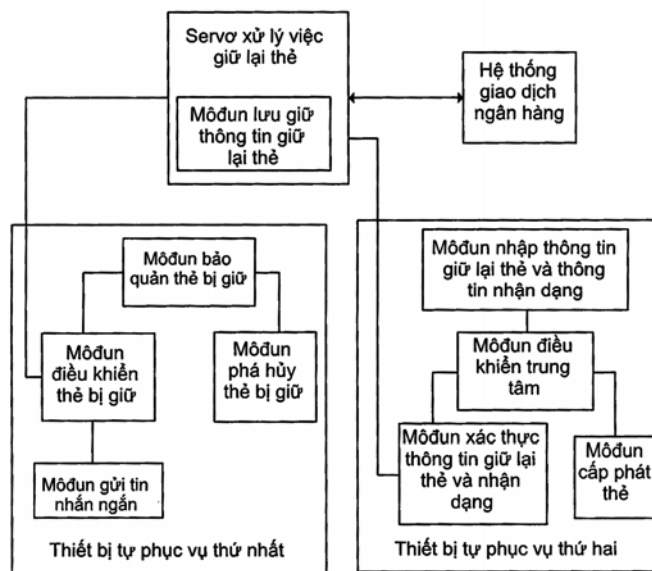 Servơ xử lý việc
giữ lại thẻ
Môđun lưu giữ
thông tin giữ
lại thẻ
Hệ thống
giao dịch
ngân hàng
Môđun bảo
quản thẻ bị giữ
Môđun
điều khiển
thẻ bị giữ
Môđun
phá hủy
thẻ bị giữ
Môđun gửi tin
nhắn ngắn
Thiết bị tự phục vụ thứ nhất
Môđun nhập thông tin
giữ lại thẻ và thông
tin nhận dạng
Môđun điều
khiển trung
tâm
Môđun xác thực
thông tin giữ lại
thẻ và nhận
dạng
Môđun
cấp phát
thẻ
Thiết bị tự phục vụ thứ hai